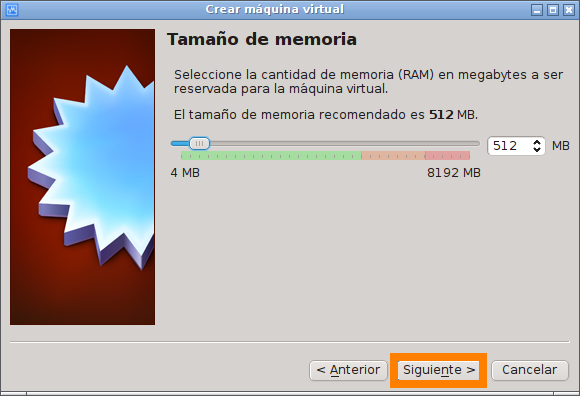 Crear máquina virtual
Tamaño de memoria
Seleccione la cantidad de memoria (RAM) en megabytes a ser
reservada para la máquina virtual.
El tamaño de memoria recomendado es 512 MB.
512 MB
4 MB 8192 MB
< Anterior Siguiente > Cancelar